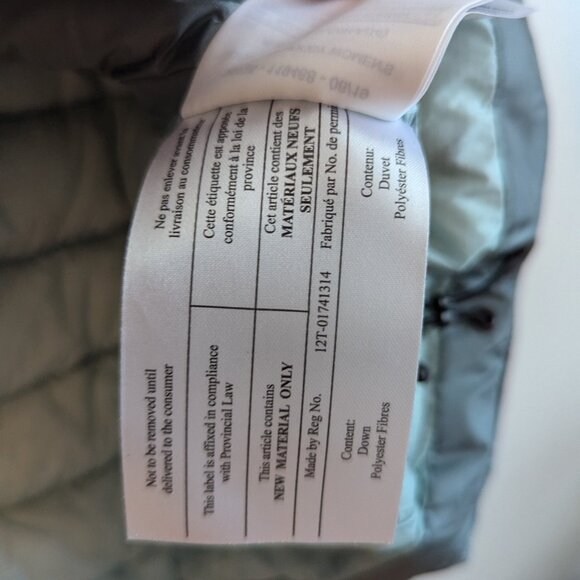 Not to be removed until
delivered to the consumer
Ne pas enlever avant la
livraison au consommateur
This label is affixed in compliance
with Provincial Law
Cette étiquette est apposée
conformément à la loi de la
province
This article contains
NEW MATERIAL ONLY
Cet article contient des
MATÉRIAUX NEUFS
SEULEMENT
Made by Reg No. 12T-01741314 Fabriqué par No. de permis
Content:
Down
Polyester Fibres
Contenu:
Duvet
Polyéster Fibres